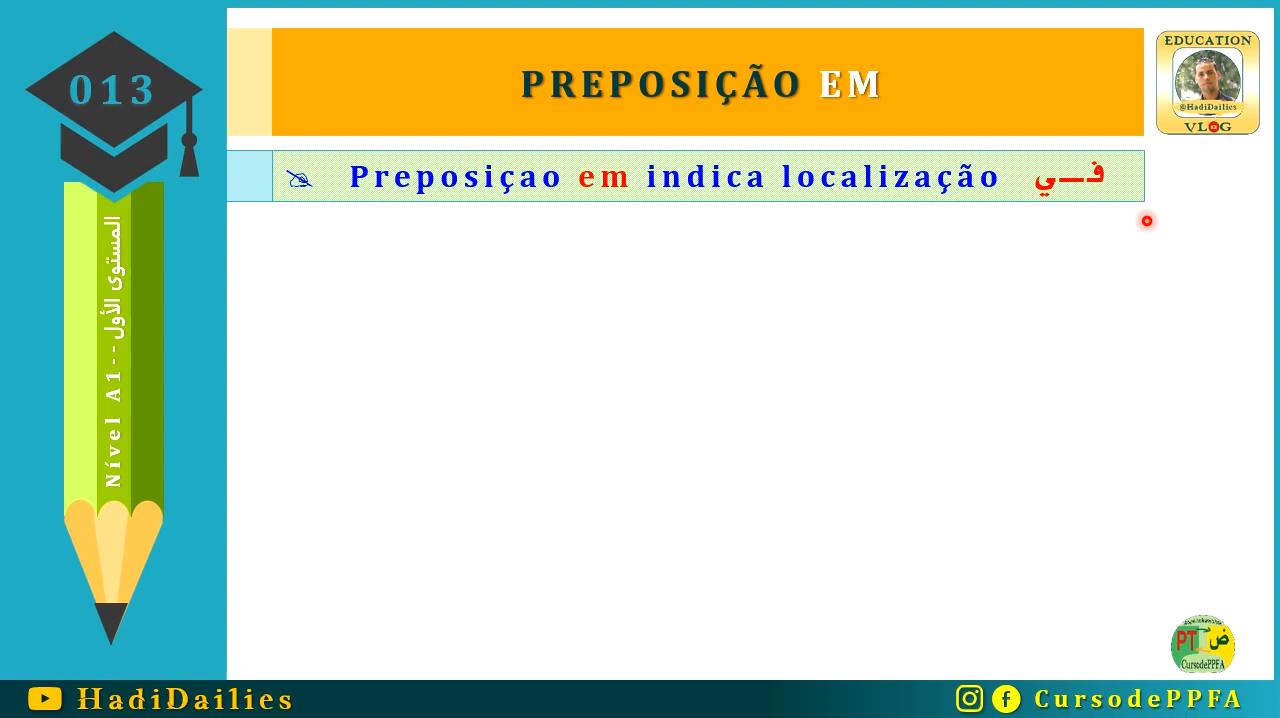 013
PREPOSIÇÃO EM
EDUCATION
@HadiDailies
VLOG
Preposiçao em indica localização فــي
Nível A1 -- المستوى الأول
PT ض
CursodePPFA
HadiDailies
CursodePPFA